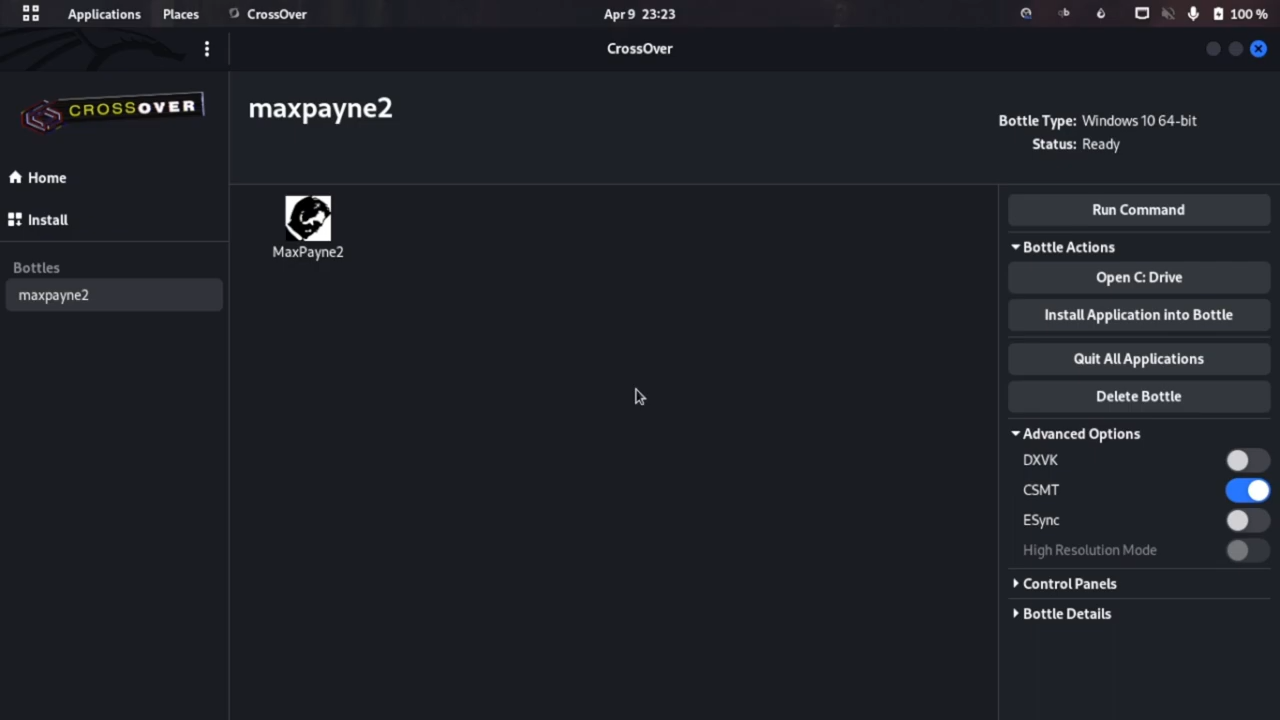 Applications Places CrossOver Apr 9 23:23 100 %
CrossOver
CROSSOVER
maxpayne2
Bottle Type: Windows 10 64-bit
Status: Ready
Home
Install
Bottles
maxpayne2
MaxPayne2
Run Command
Bottle Actions
Open C: Drive
Install Application into Bottle
Quit All Applications
Delete Bottle
Advanced Options
DXVK
CSMT
ESync
High Resolution Mode
Control Panels
Bottle Details